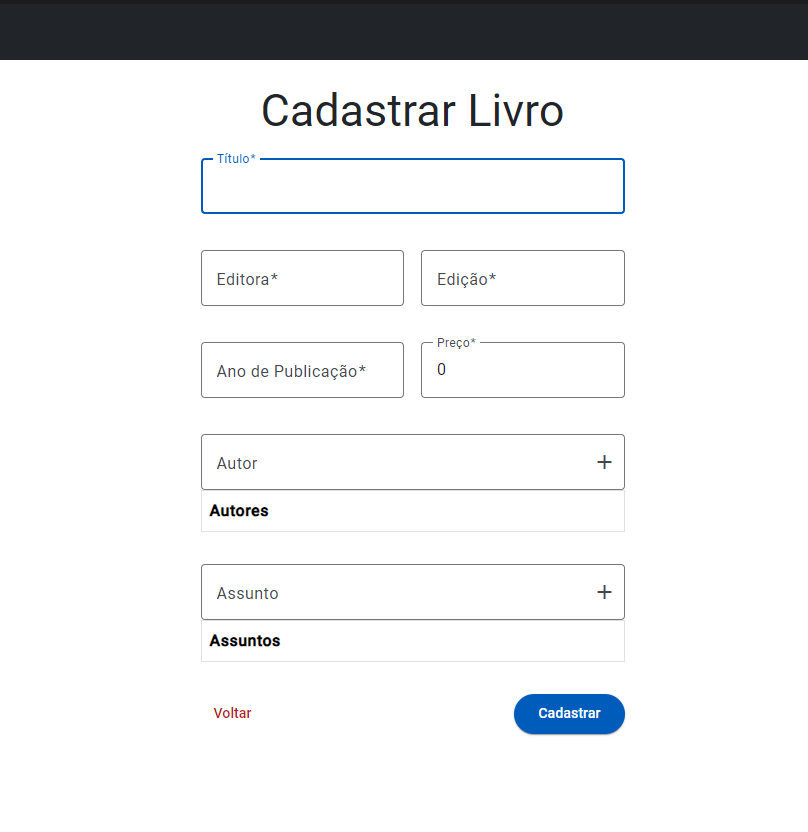 Cadastrar Livro
Título*
Editora*
Edição*
Ano de Publicação*
Preço*
0
Autor
Autores
Assunto
Assuntos
Voltar
Cadastrar